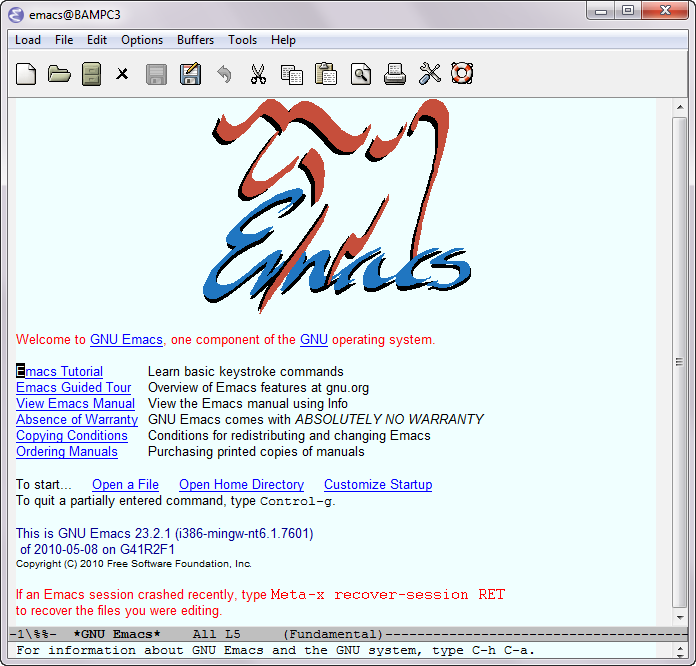 emacs@BAMPC3
Load File Edit Options Buffers Tools Help
Emacs
Welcome to GNU Emacs, one component of the GNU operating system.
Emacs Tutorial Learn basic keystroke commands
Emacs Guided Tour Overview of Emacs features at gnu.org
View Emacs Manual View the Emacs manual using Info
Absence of Warranty GNU Emacs comes with ABSOLUTELY NO WARRANTY
Copying Conditions Conditions for redistributing and changing Emacs
Ordering Manuals Purchasing printed copies of manuals
To start... Open a File Open Home Directory Customize Startup
To quit a partially entered command, type Control-g.
This is GNU Emacs 23.2.1 (i386-mingw-nt6.1.7601)
of 2010-05-08 on G41R2F1
Copyright (C) 2010 Free Software Foundation, Inc.
If an Emacs session crashed recently, type Meta-x recover-session RET
to recover the files you were editing.
-1\%%- *GNU Emacs* All L5 (Fundamental)--------------------------------------
For information about GNU Emacs and the GNU system, type C-h C-a.